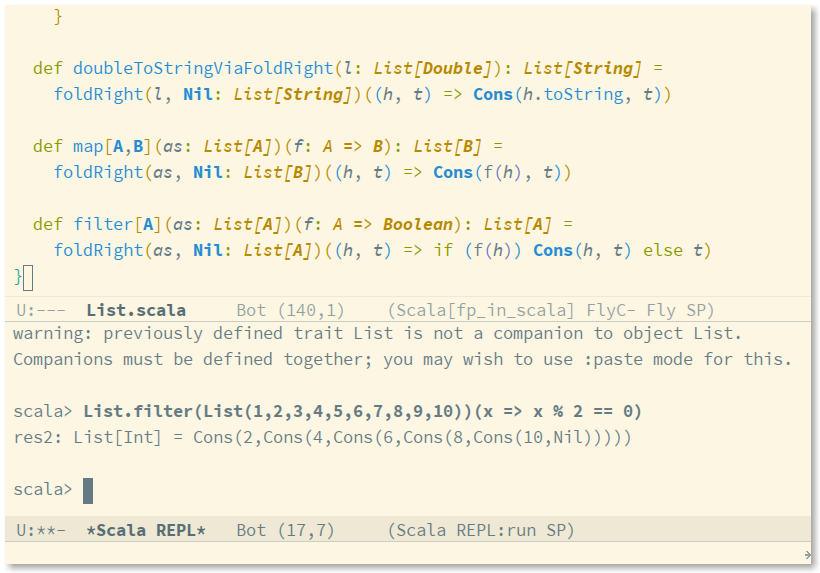 }

  def doubleToStringViaFoldRight(l: List[Double]): List[String] =
    foldRight(l, Nil: List[String])((h, t) => Cons(h.toString, t))

  def map[A,B](as: List[A])(f: A => B): List[B] =
    foldRight(as, Nil: List[B])((h, t) => Cons(f(h), t))

  def filter[A](as: List[A])(f: A => Boolean): List[A] =
    foldRight(as, Nil: List[A])((h, t) => if (f(h)) Cons(h, t) else t)
}
U:---  List.scala     Bot (140,1)    (Scala[fp_in_scala] FlyC- Fly SP)
warning: previously defined trait List is not a companion to object List.
Companions must be defined together; you may wish to use :paste mode for this.

scala> List.filter(List(1,2,3,4,5,6,7,8,9,10))(x => x % 2 == 0)
res2: List[Int] = Cons(2,Cons(4,Cons(6,Cons(8,Cons(10,Nil)))))

scala>
U:**-  *Scala REPL*   Bot (17,7)     (Scala REPL:run SP)